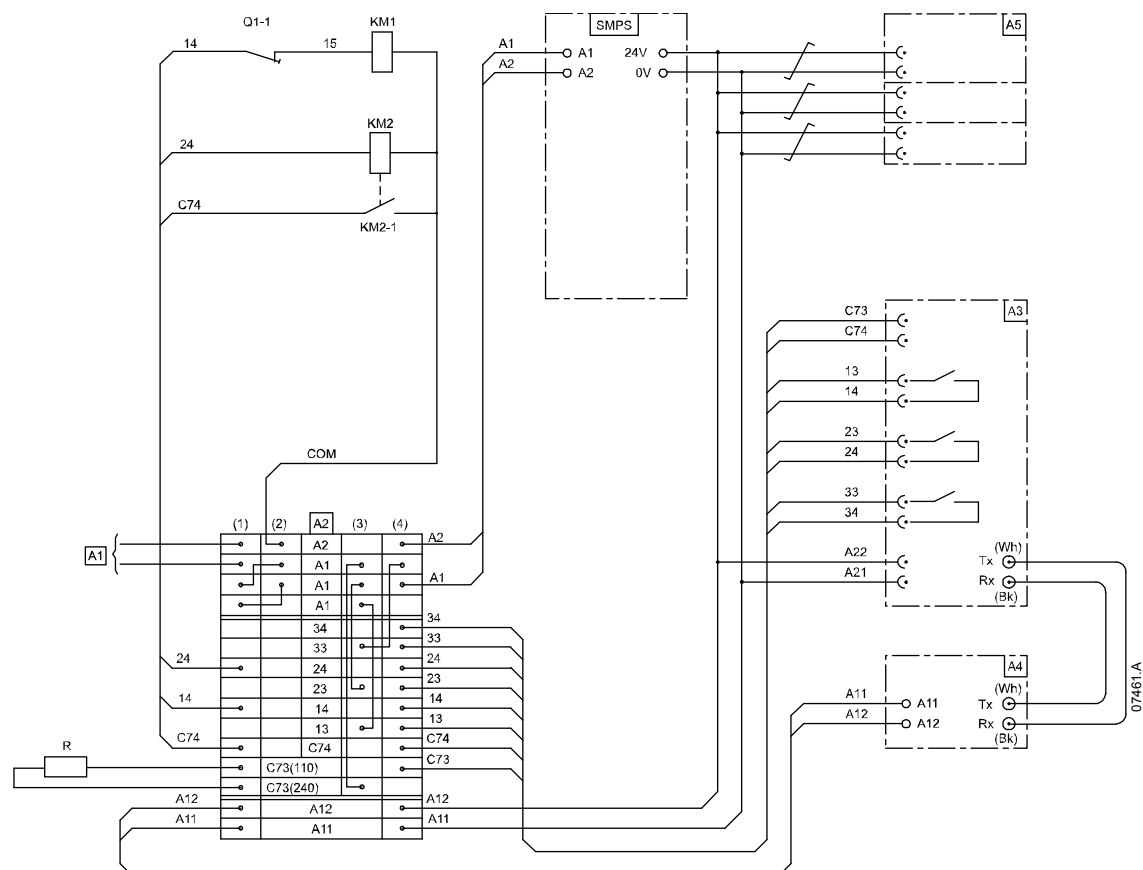 Q1-1
KM1
14
15
KM2
24
C74
KM2-1
COM
SMPS
A1
A1
24V
A2
A2
0V
A5
A3
C73
C74
13
14
23
24
33
34
A22
A21
(Wh)
Tx
Rx
(Bk)
A4
A11
A11
A12
A12
(Wh)
Tx
Rx
(Bk)
07461.A
(1)
(2)
A2
(3)
(4)
A1
A2
A2
A1
A1
A1
A1
34
34
33
33
24
24
24
23
23
14
14
14
13
13
C74
C74
C74
R
C73(110)
C73
C73(240)
A12
A12
A12
A11
A11
A11